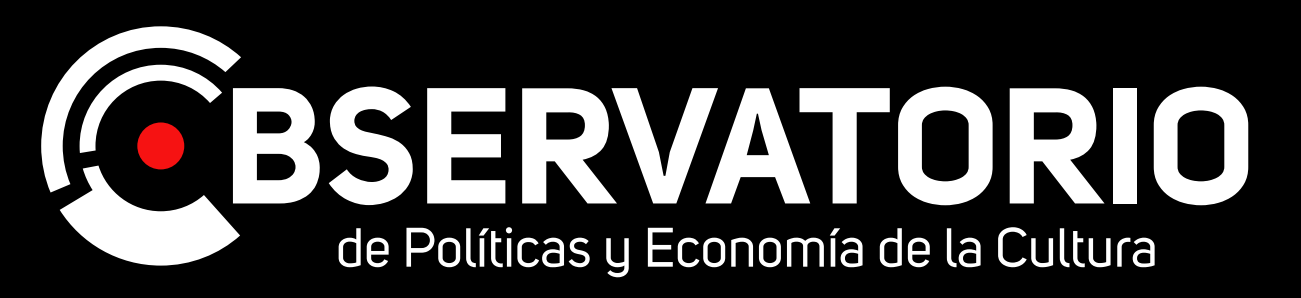 OBSERVATORIO
de Políticas y Economía de la Cultura